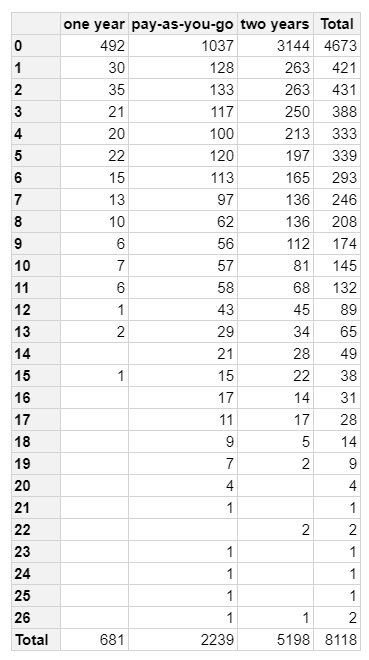 one year pay-as-you-go two years Total
0 492 1037 3144 4673
1 30 128 263 421
2 35 133 263 431
3 21 117 250 388
4 20 100 213 333
5 22 120 197 339
6 15 113 165 293
7 13 97 136 246
8 10 62 136 208
9 6 56 112 174
10 7 57 81 145
11 6 58 68 132
12 1 43 45 89
13 2 29 34 65
14 21 28 49
15 1 15 22 38
16 17 14 31
17 11 17 28
18 9 5 14
19 7 2 9
20 4 4
21 1 1
22 2 2
23 1 1
24 1 1
25 1 1
26 1 1 2
Total 681 2239 5198 8118